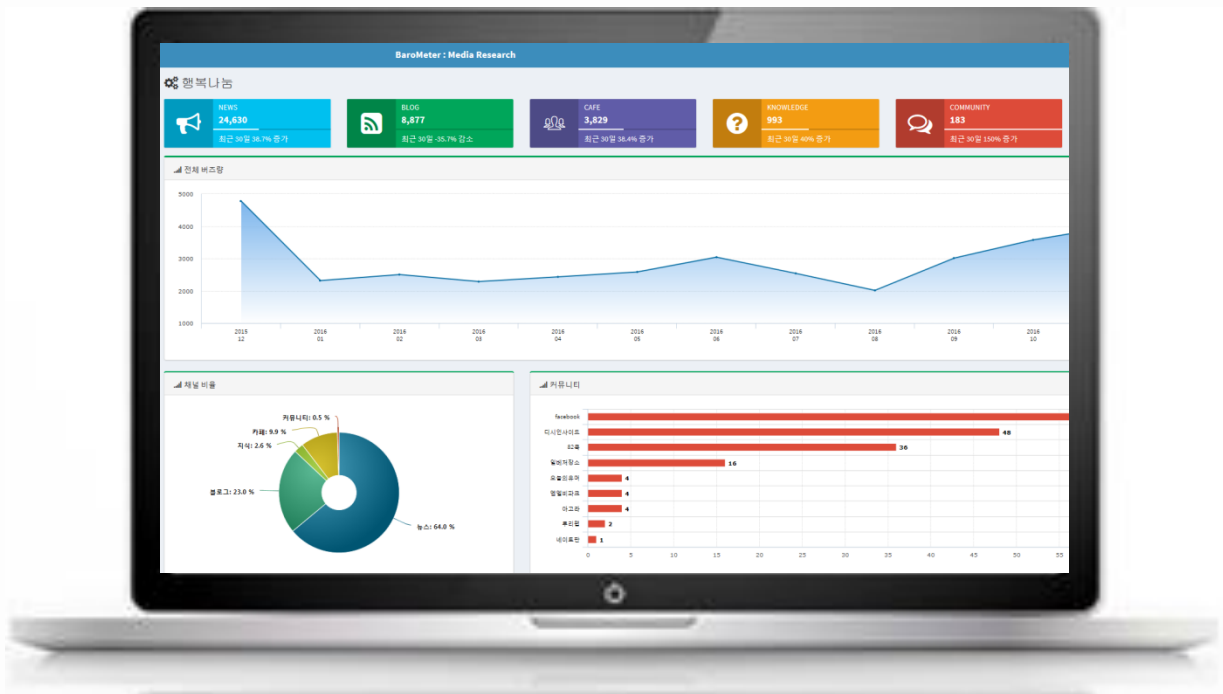 BaroMeter : Media Research
행복나눔
NEWS
24,630
최근 30일 38.7% 증가
BLOG
8,877
최근 30일 -35.7% 감소
CAFE
3,829
최근 30일 38.4% 증가
KNOWLEDGE
993
최근 30일 40% 증가
COMMUNITY
183
최근 30일 150% 증가
전체 버즈량
5000
4000
3000
2000
1000
2015 2016 2016 2016 2016 2016 2016 2016 2016 2016 2016
12 01 02 03 04 05 06 07 08 09 10
채널 비율
커뮤니티: 0.5 %
카페: 9.9 %
지식: 2.6 %
블로그: 23.0 %
뉴스: 64.0 %
커뮤니티
facebook
디시인사이드 48
82쿡 36
일베저장소 16
오늘의유머 4
엠엘비파크 4
아고라 4
뽀리웹 2
네이트판 1
0 5 10 15 20 25 30 35 40 45 50 55